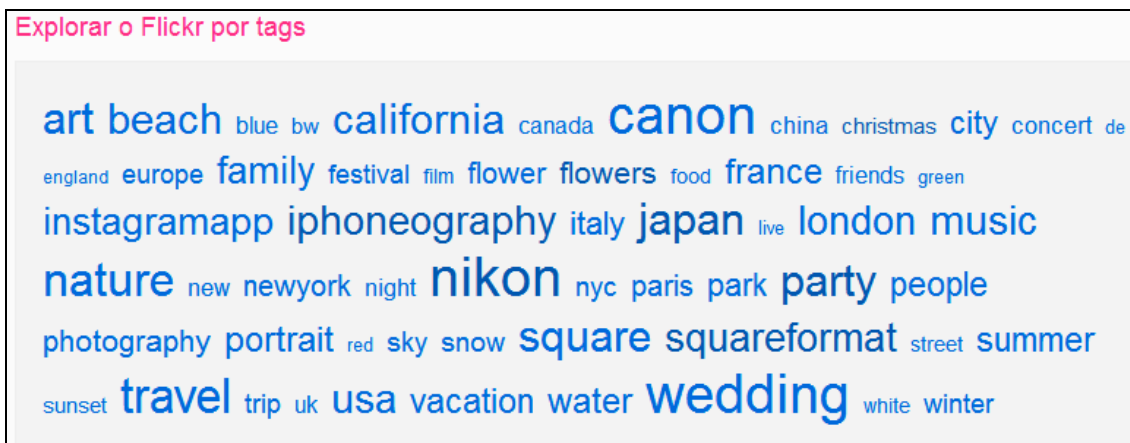 Explorar o Flickr por tags
art beach blue bw california canada canon china christmas city concert de
england europe family festival film flower flowers food france friends green
instagramapp iphoneography italy japan live london music
nature new newyork night nikon nyc paris park party people
photography portrait red sky snow square squareformat street summer
sunset travel trip uk usa vacation water wedding white winter